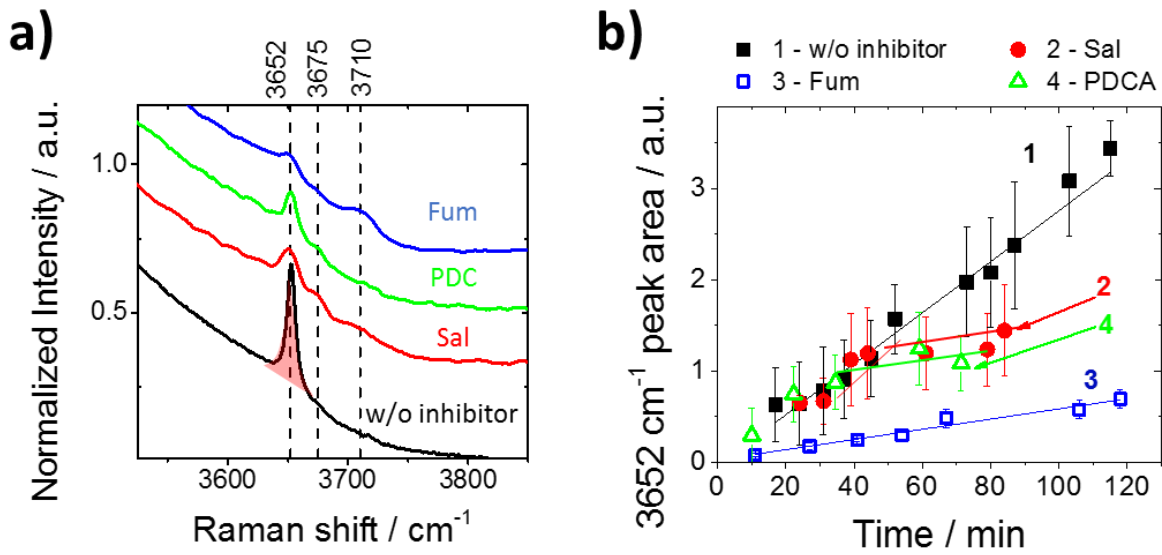 a)
3652
3675
3710
Normalized Intensity / a.u.
1.0
0.5
Fum
PDC
Sal
w/o inhibitor
3600
3700
3800
Raman shift / cm⁻¹
b)
1 - w/o inhibitor
2 - Sal
3 - Fum
4 - PDCA
3652 cm⁻¹ peak area / a.u.
3
2
1
0
1
2
4
3
0
20
40
60
80
100
120
Time / min